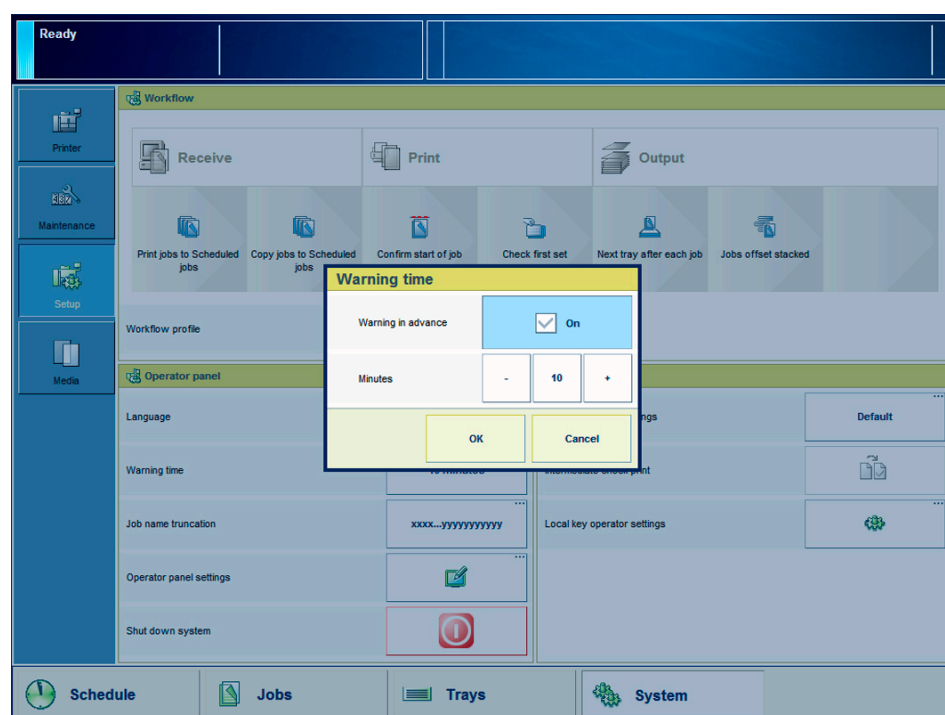 Ready
Workflow
Printer
Receive
Print
Output
Maintenance
Print jobs to Scheduled
jobs
Copy jobs to Scheduled
jobs
Confirm start of job
Check first set
Next tray after each job
Jobs offset stacked
Setup
Warning time
Warning in advance
On
Workflow profile
Media
Operator panel
Minutes
-
10
+
Language
OK
Cancel
Default
Warning time
Job name truncation
xxxx...yyyyyyyyyy
Local key operator settings
Operator panel settings
Shut down system
Schedule
Jobs
Trays
System